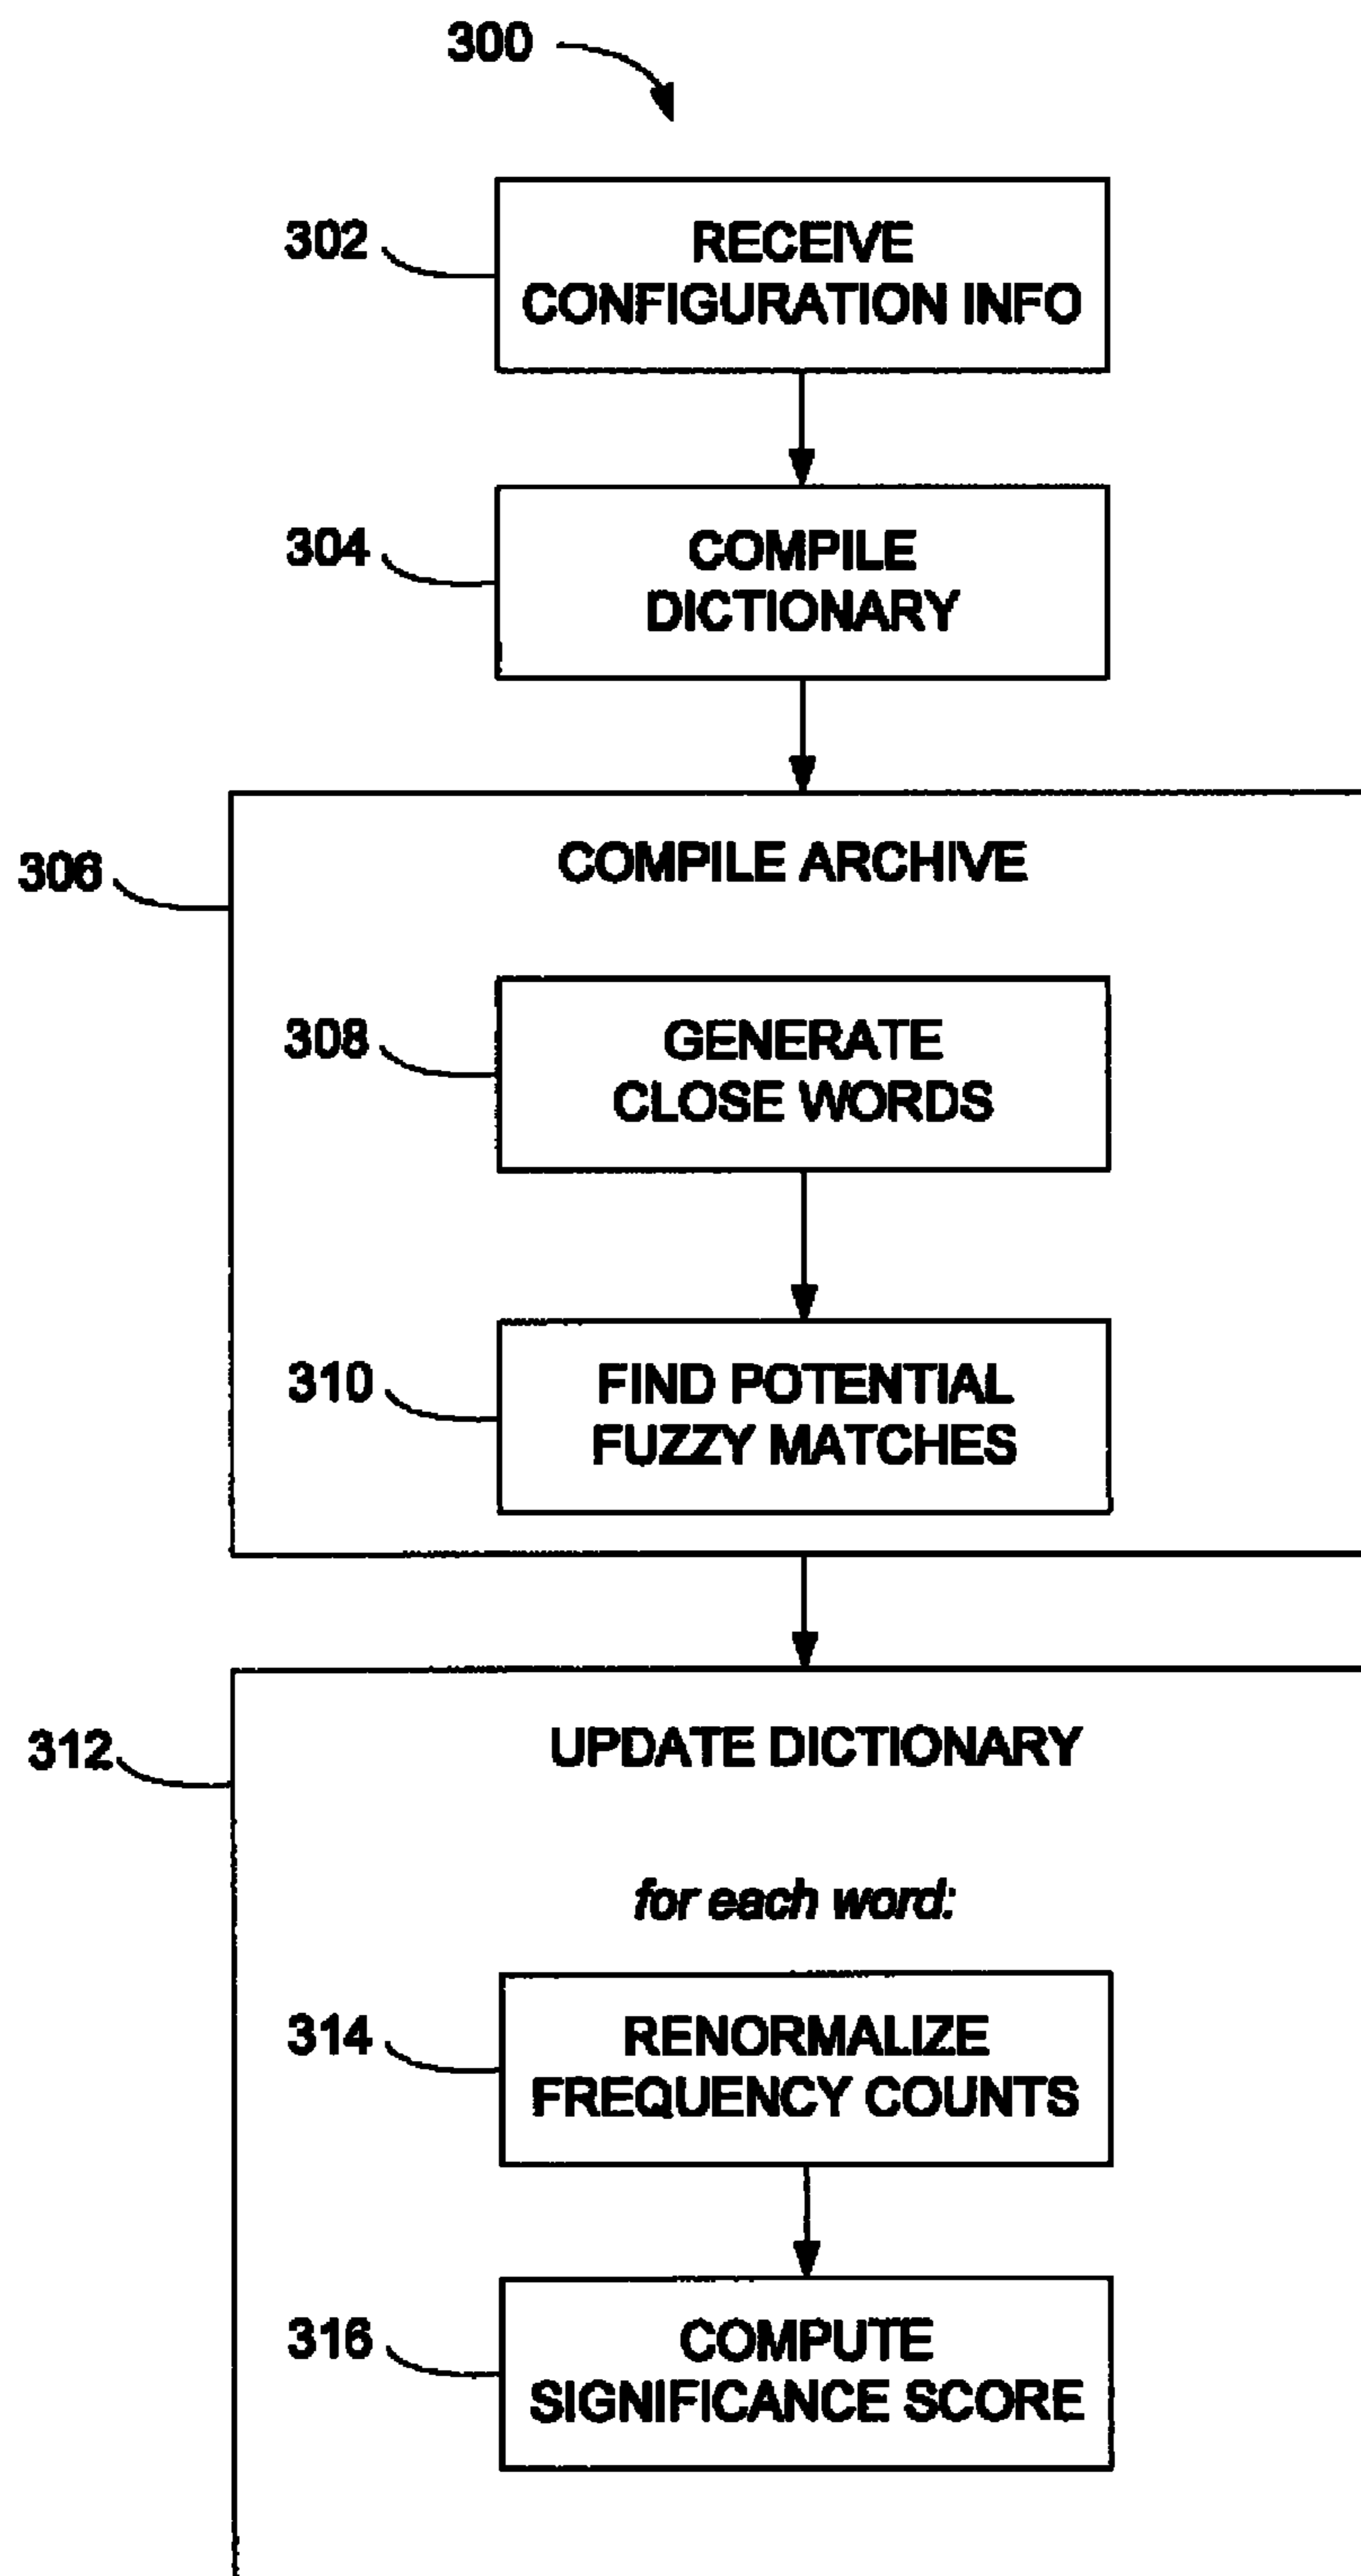 300
302
RECEIVE
CONFIGURATION INFO
304
COMPILE
DICTIONARY
306
COMPILE ARCHIVE
308
GENERATE
CLOSE WORDS
310
FIND POTENTIAL
FUZZY MATCHES
312
UPDATE DICTIONARY
for each word:
314
RENORMALIZE
FREQUENCY COUNTS
316
COMPUTE
SIGNIFICANCE SCORE